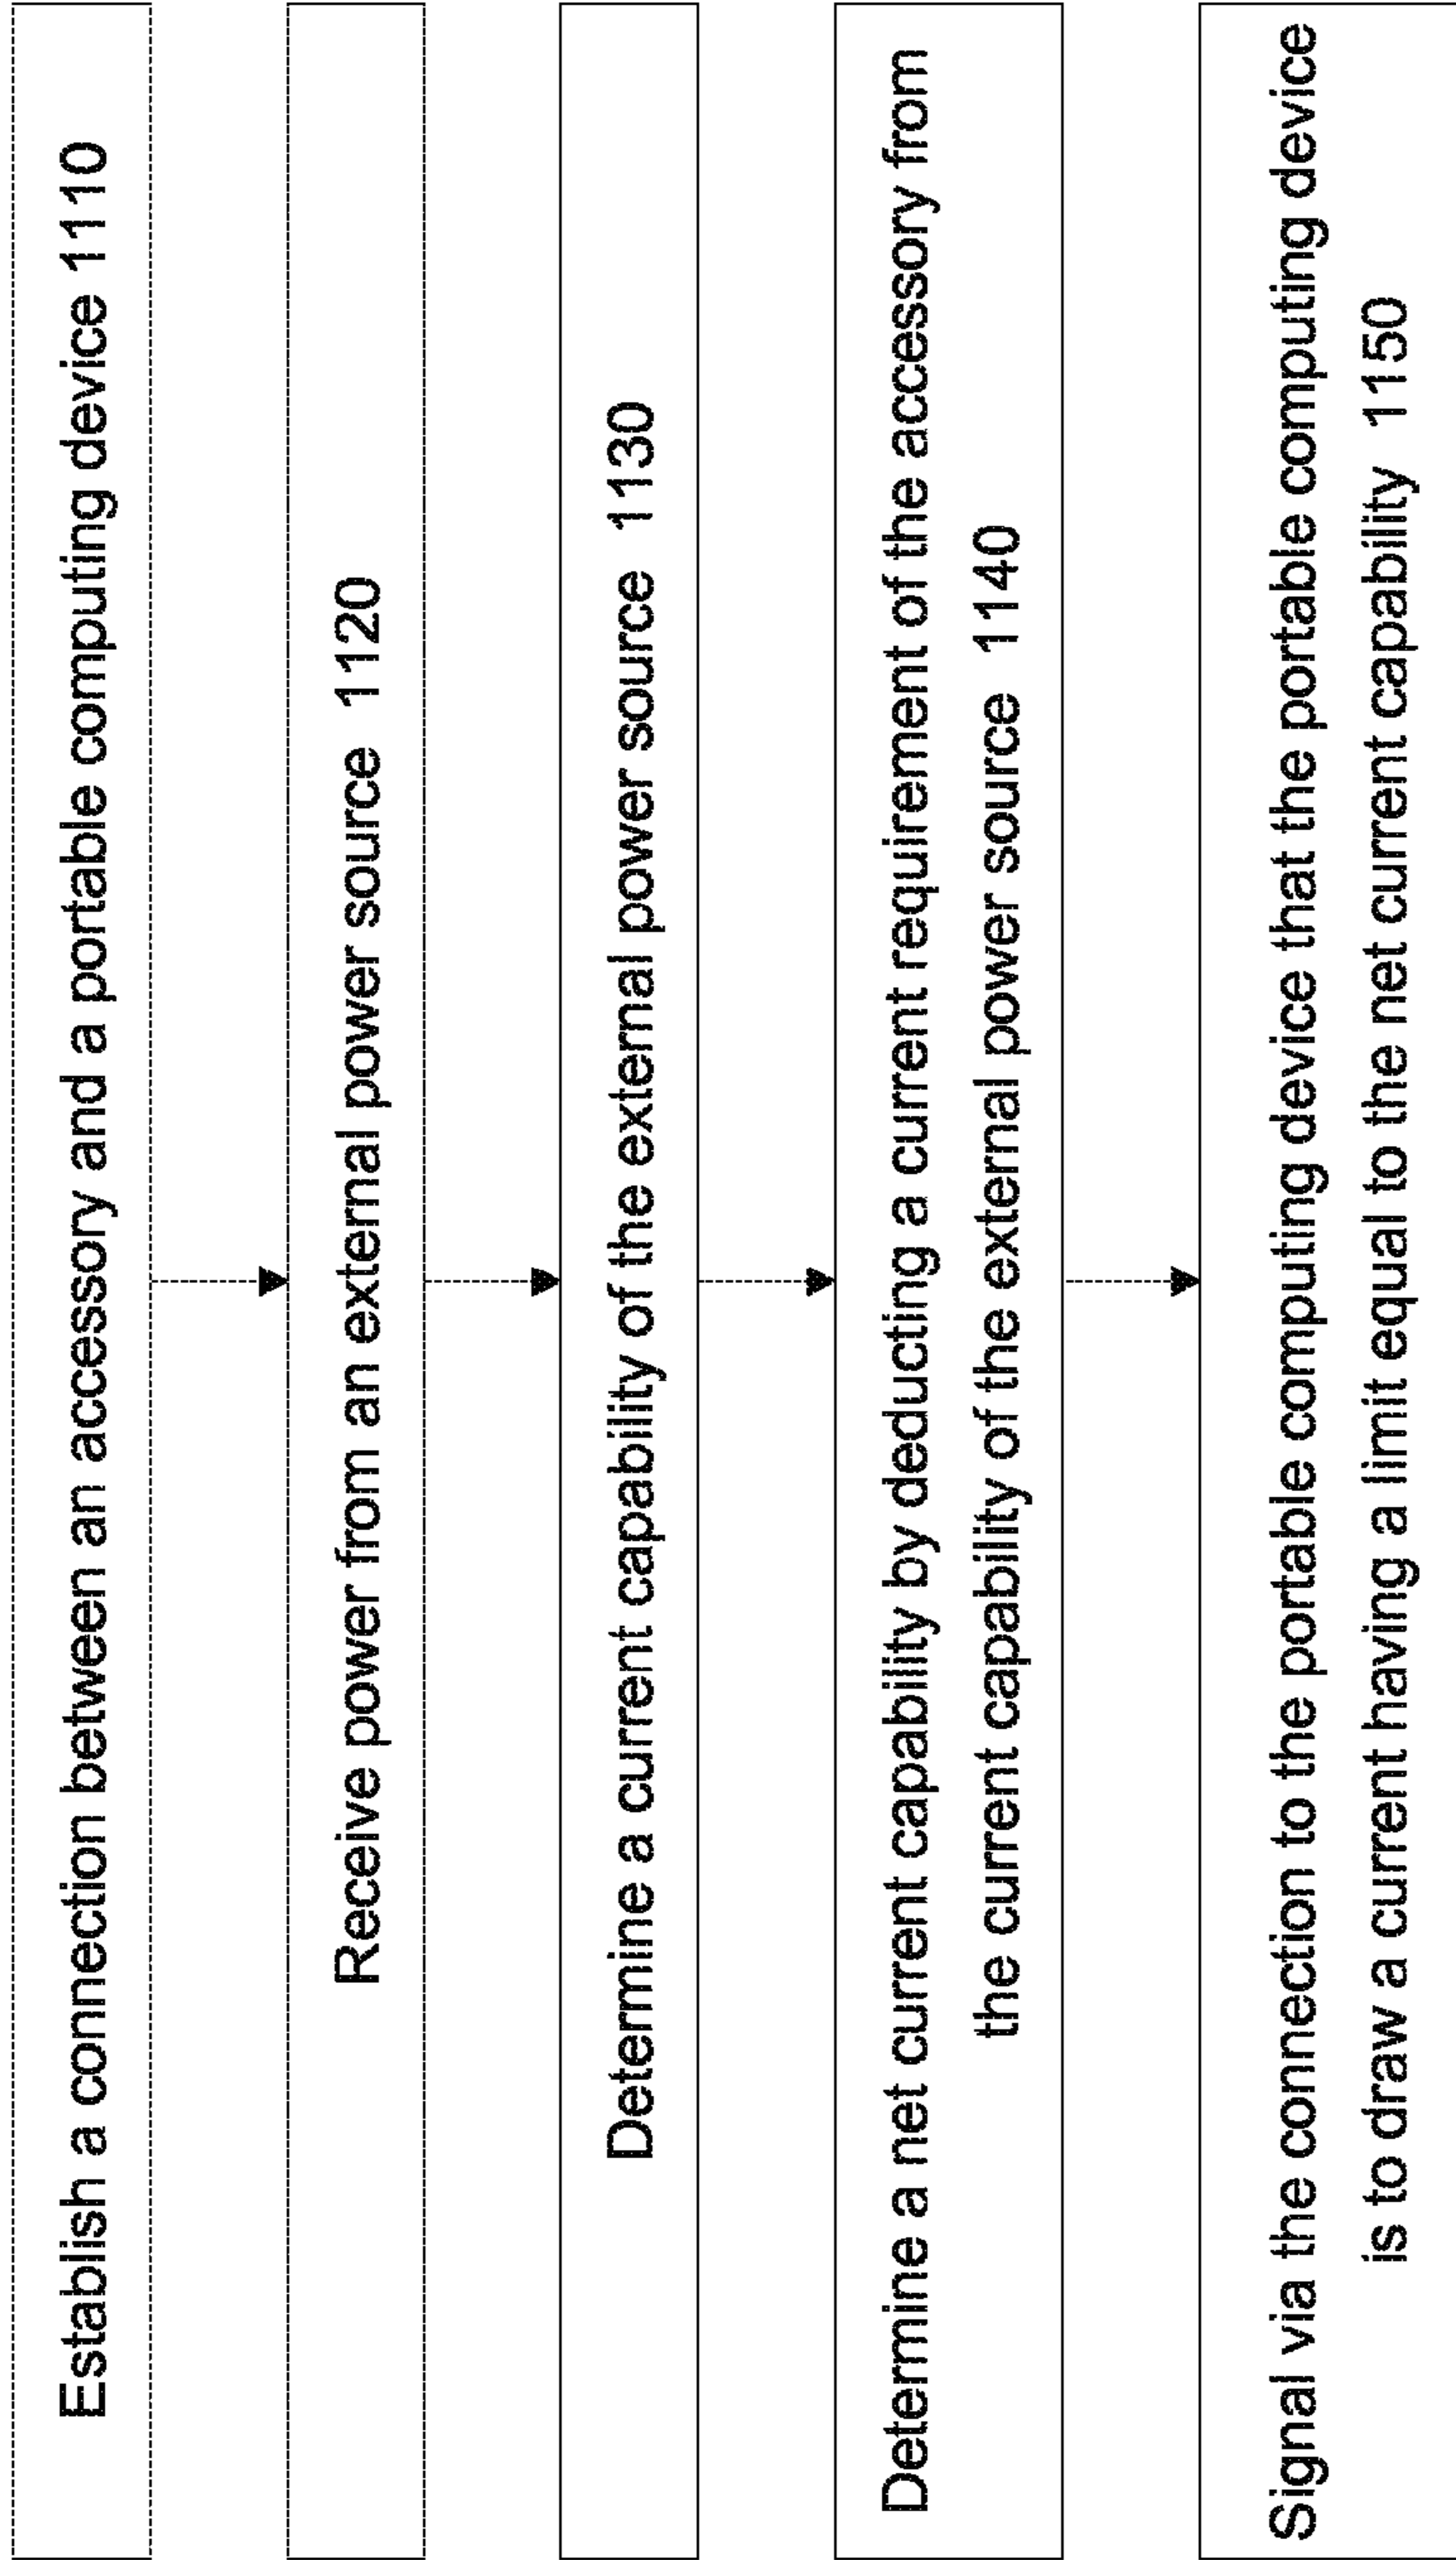 Establish a connection between an accessory and a portable computing device 1110
Receive power from an external power source 1120
Determine a current capability of the external power source 1130
Determine a net current capability by deducting a current requirement of the accessory from
the current capability of the external power source 1140
Signal via the connection to the portable computing device that the portable computing device
is to draw a current having a limit equal to the net current capability 1150